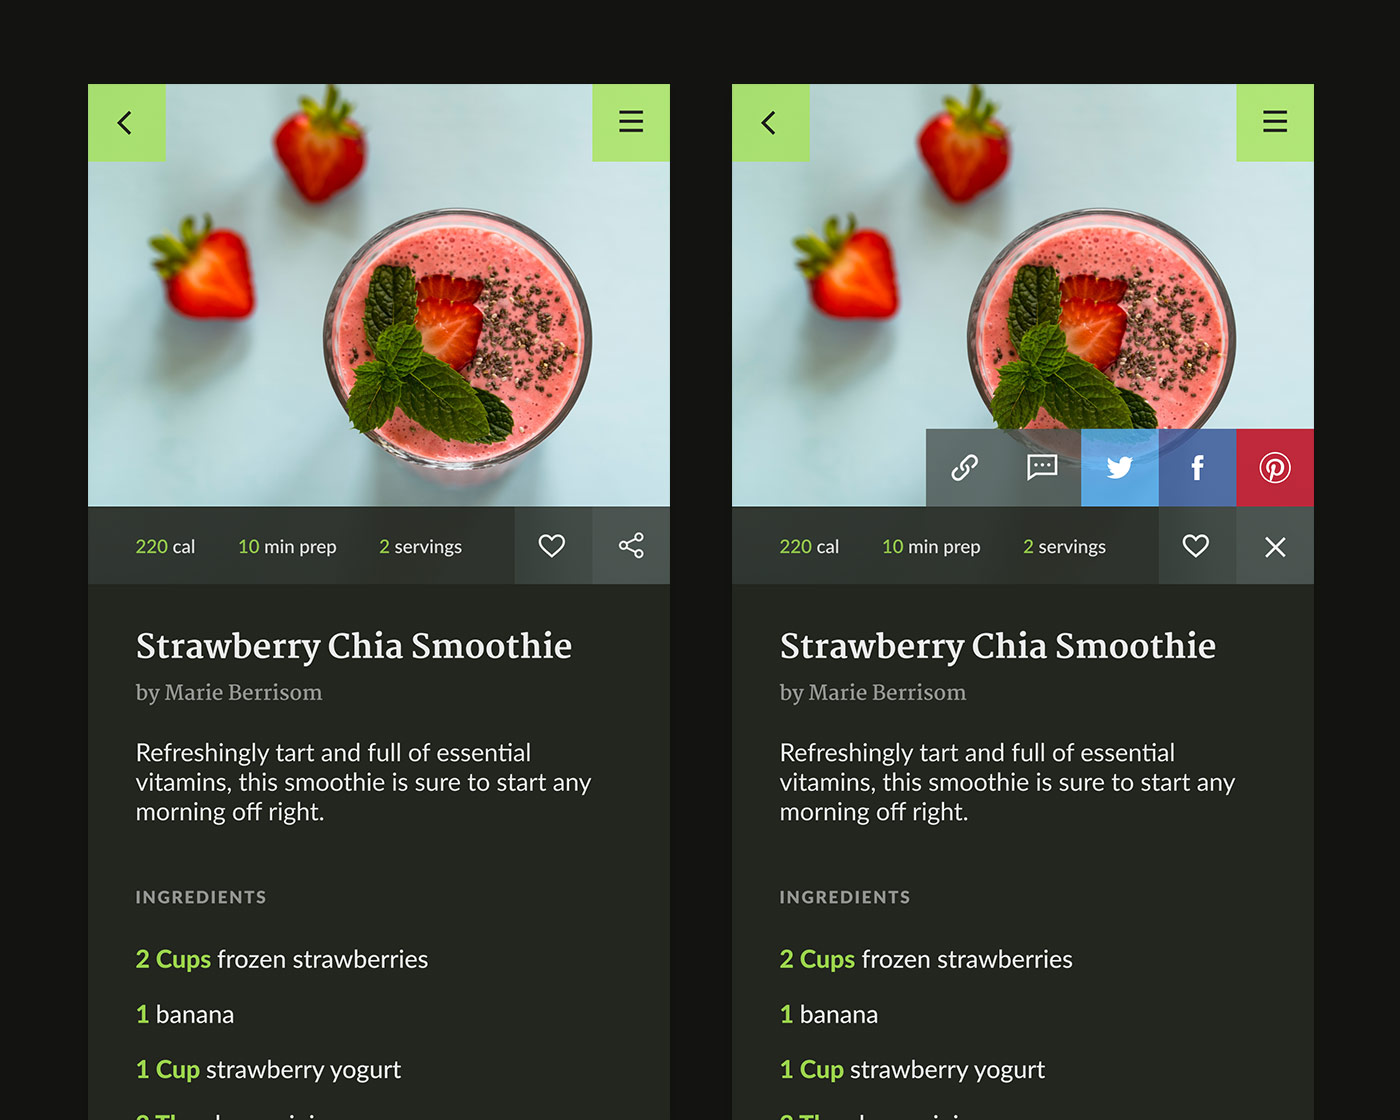 220 cal 10 min prep 2 servings
Strawberry Chia Smoothie
by Marie Berrisom
Refreshingly tart and full of essential
vitamins, this smoothie is sure to start any
morning off right.
INGREDIENTS
2 Cups frozen strawberries
1 banana
1 Cup strawberry yogurt
220 cal 10 min prep 2 servings
Strawberry Chia Smoothie
by Marie Berrisom
Refreshingly tart and full of essential
vitamins, this smoothie is sure to start any
morning off right.
INGREDIENTS
2 Cups frozen strawberries
1 banana
1 Cup strawberry yogurt